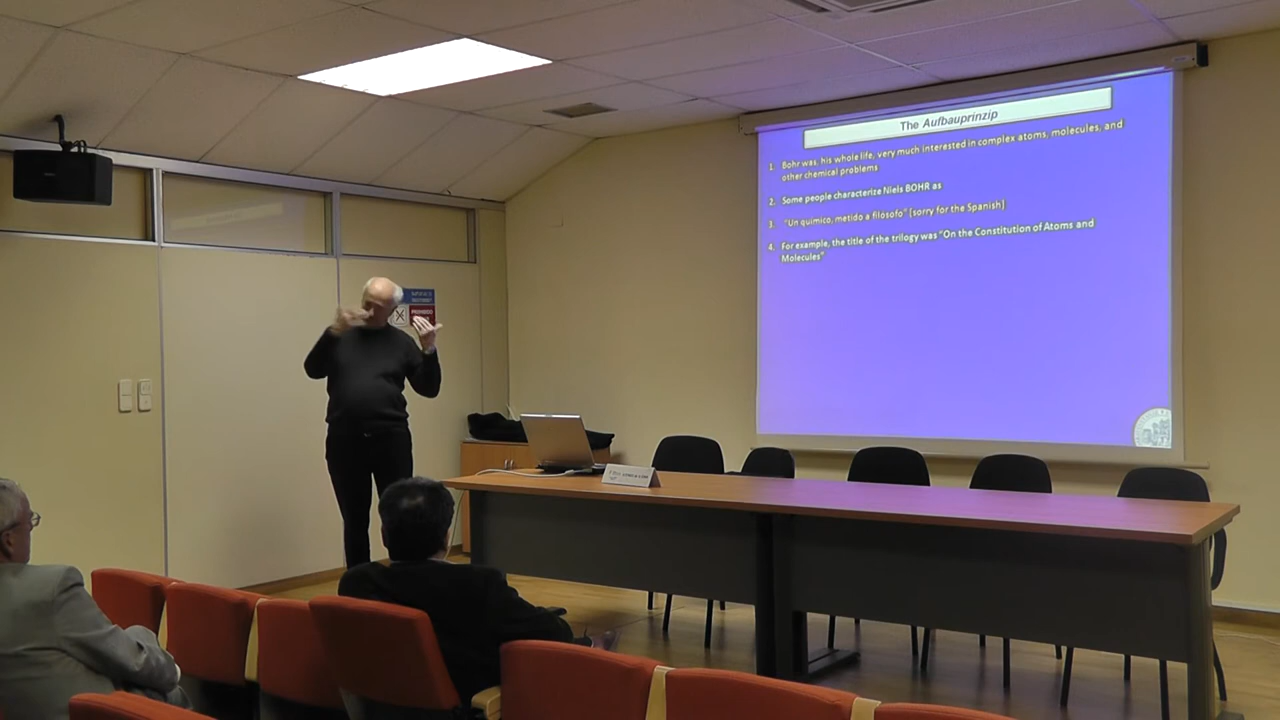 The Aufbauprinzip
1. Bohr was, his whole life, very much interested in complex atoms, molecules, and
other chemical problems
2. Some people characterize Niels BOHR as
3. "Un quimico, metido a filosofo" [sorry for the Spanish]
4. For example, the title of the trilogy was "On the Constitution of Atoms and
Molecules"